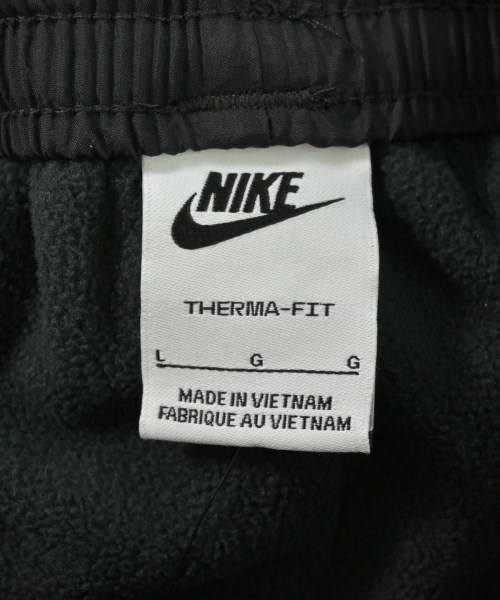 NIKE
THERMA-FIT
L G G
MADE IN VIETNAM
FABRIQUE AU VIETNAM